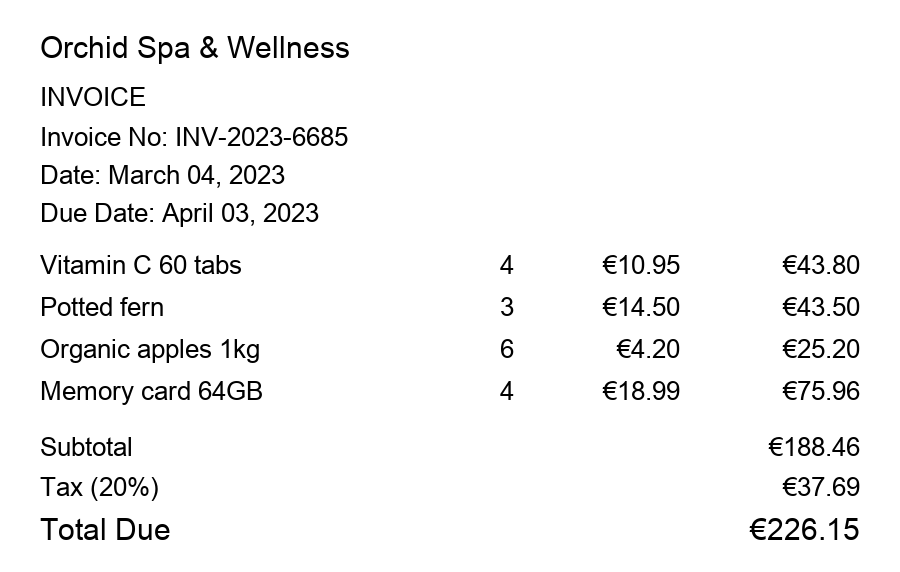 Orchid Spa & Wellness
INVOICE
Invoice No: INV-2023-6685
Date: March 04, 2023
Due Date: April 03, 2023
Vitamin C 60 tabs 4 €10.95 €43.80
Potted fern 3 €14.50 €43.50
Organic apples 1kg 6 €4.20 €25.20
Memory card 64GB 4 €18.99 €75.96
Subtotal €188.46
Tax (20%) €37.69
Total Due €226.15